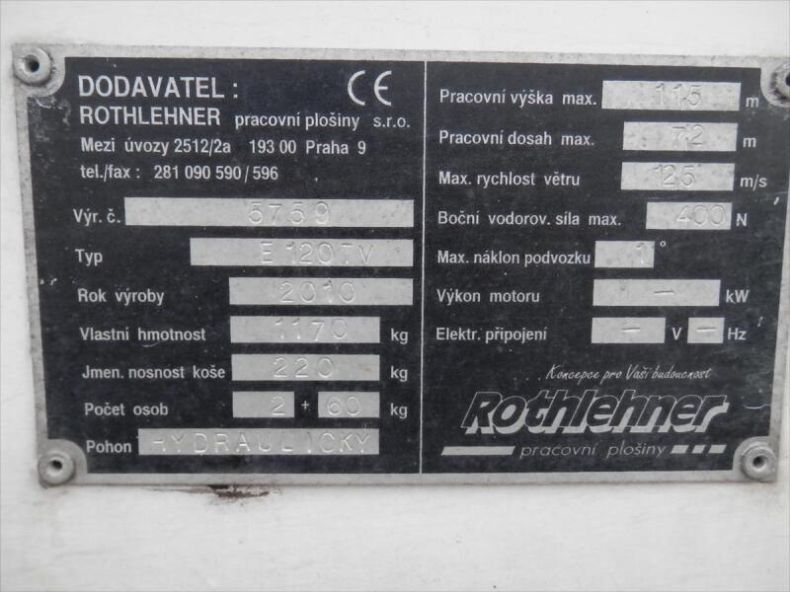 DODAVATEL : CE
ROTHLEHNER pracovní plošiny s.r.o.
Mezi úvozy 2512/2a 193 00 Praha 9
tel./fax : 281 090 590 / 596
Výr. č. 5759
Typ E 120TV
Rok výroby 2010
Vlastní hmotnost 1170 kg
Jmen. nosnost koše 220 kg
Počet osob 2 + 60 kg
Pohon HYDRAULICKÝ
Pracovní výška max. 11,5 m
Pracovní dosah max. 7,2 m
Max. rychlost větru 12,5 m/s
Boční vodorov. síla max. 400 N
Max. náklon podvozku 1 °
Výkon motoru – kW
Elektr. připojení – V – Hz
...Koncepce pro Vaši budoucnost
Rothlehner
pracovní plošiny